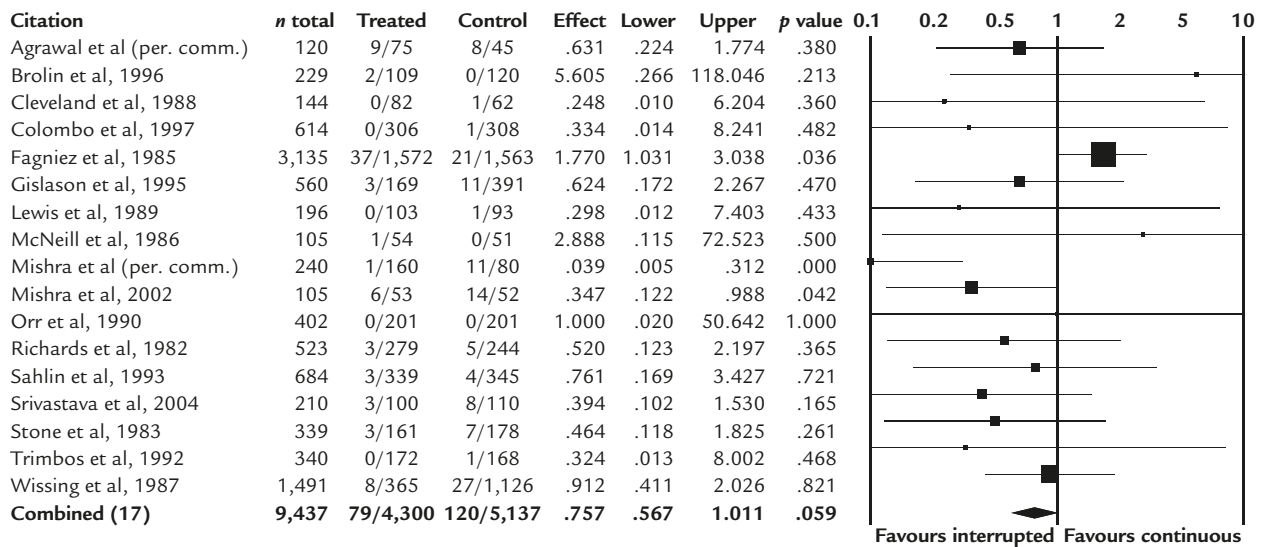 Citation n total Treated Control Effect Lower Upper p value 0.1 0.2 0.5 1 2 5 10
Agrawal et al (per. comm.) 120 9/75 8/45 .631 .224 1.774 .380
Brolin et al, 1996 229 2/109 0/120 5.605 .266 118.046 .213
Cleveland et al, 1988 144 0/82 1/62 .248 .010 6.204 .360
Colombo et al, 1997 614 0/306 1/308 .334 .014 8.241 .482
Fagniez et al, 1985 3,135 37/1,572 21/1,563 1.770 1.031 3.038 .036
Gislason et al, 1995 560 3/169 11/391 .624 .172 2.267 .470
Lewis et al, 1989 196 0/103 1/93 .298 .012 7.403 .433
McNeill et al, 1986 105 1/54 0/51 2.888 .115 72.523 .500
Mishra et al (per. comm.) 240 1/160 11/80 .039 .005 .312 .000
Mishra et al, 2002 105 6/53 14/52 .347 .122 .988 .042
Orr et al, 1990 402 0/201 0/201 1.000 .020 50.642 1.000
Richards et al, 1982 523 3/279 5/244 .520 .123 2.197 .365
Sahlin et al, 1993 684 3/339 4/345 .761 .169 3.427 .721
Srivastava et al, 2004 210 3/100 8/110 .394 .102 1.530 .165
Stone et al, 1983 339 3/161 7/178 .464 .118 1.825 .261
Trimbos et al, 1992 340 0/172 1/168 .324 .013 8.002 .468
Wissing et al, 1987 1,491 8/365 27/1,126 .912 .411 2.026 .821
Combined (17) 9,437 79/4,300 120/5,137 .757 .567 1.011 .059
Favours interrupted Favours continuous